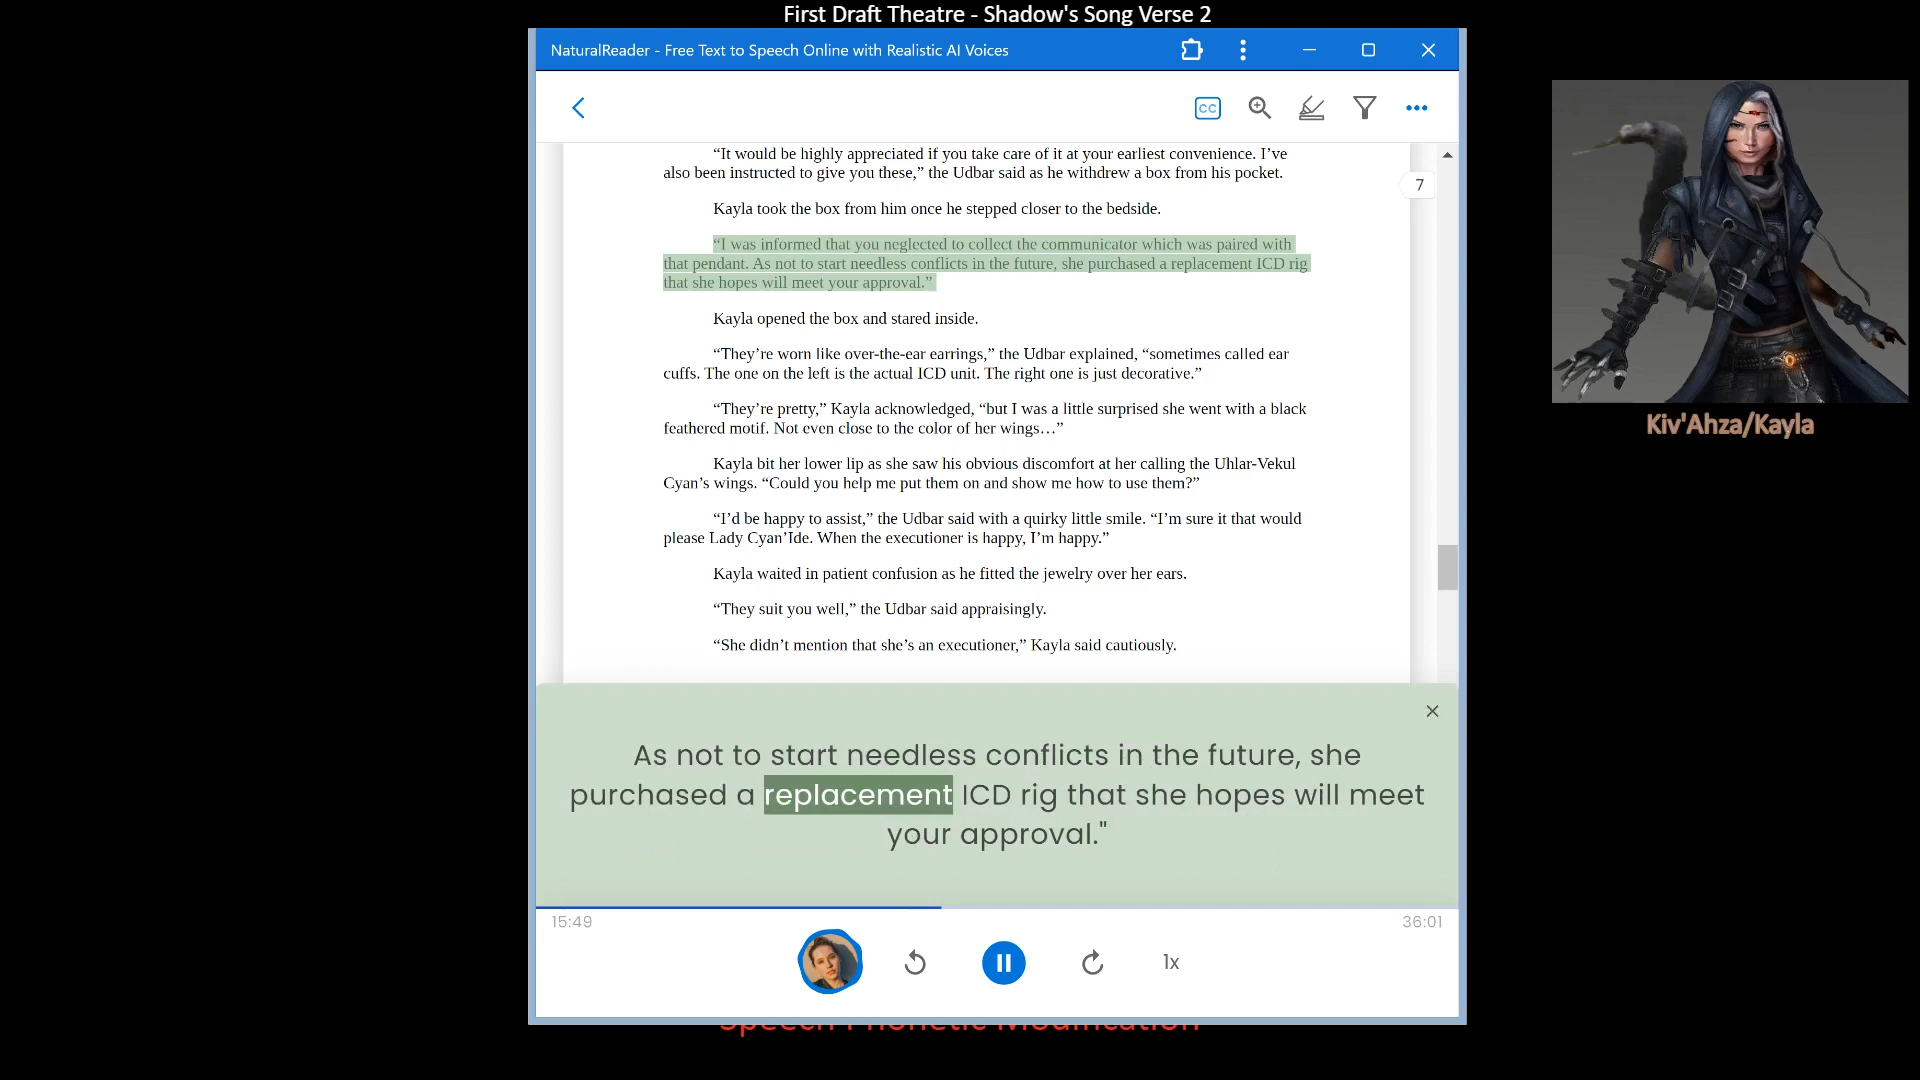 First Draft Theatre - Shadow's Song Verse 2
NaturalReader - Free Text to Speech Online with Realistic AI Voices
CC
“It would be highly appreciated if you take care of it at your earliest convenience. I’ve
also been instructed to give you these,” the Udbar said as he withdrew a box from his pocket.
7
Kayla took the box from him once he stepped closer to the bedside.
“I was informed that you neglected to collect the communicator which was paired with
that pendant. As not to start needless conflicts in the future, she purchased a replacement ICD rig
that she hopes will meet your approval.”
Kayla opened the box and stared inside.
“They’re worn like over-the-ear earrings,” the Udbar explained, “sometimes called ear
cuffs. The one on the left is the actual ICD unit. The right one is just decorative.”
“They’re pretty,” Kayla acknowledged, “but I was a little surprised she went with a black
feathered motif. Not even close to the color of her wings…”
Kayla bit her lower lip as she saw his obvious discomfort at her calling the Uhlar-Vekul
Cyan’s wings. “Could you help me put them on and show me how to use them?”
“I’d be happy to assist,” the Udbar said with a quirky little smile. “I’m sure it that would
please Lady Cyan’Ide. When the executioner is happy, I’m happy.”
Kayla waited in patient confusion as he fitted the jewelry over her ears.
“They suit you well,” the Udbar said appraisingly.
“She didn’t mention that she’s an executioner,” Kayla said cautiously.
As not to start needless conflicts in the future, she
purchased a replacement ICD rig that she hopes will meet
your approval."
15:49
36:01
1x
Speech Phonetic Modification
Kiv'Ahza/Kayla